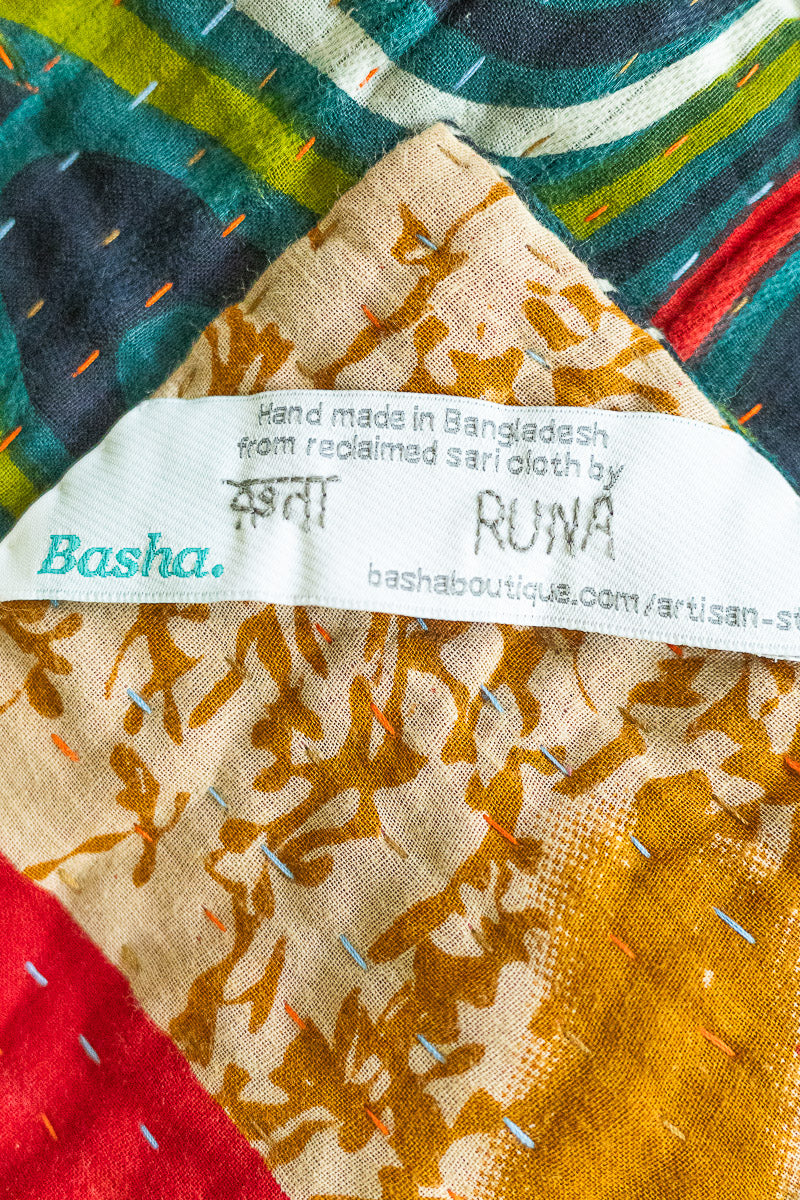 Hand made in Bangladesh
from reclaimed sari cloth by
RUNA
Basha.
bashaboutique.com/artisan-st